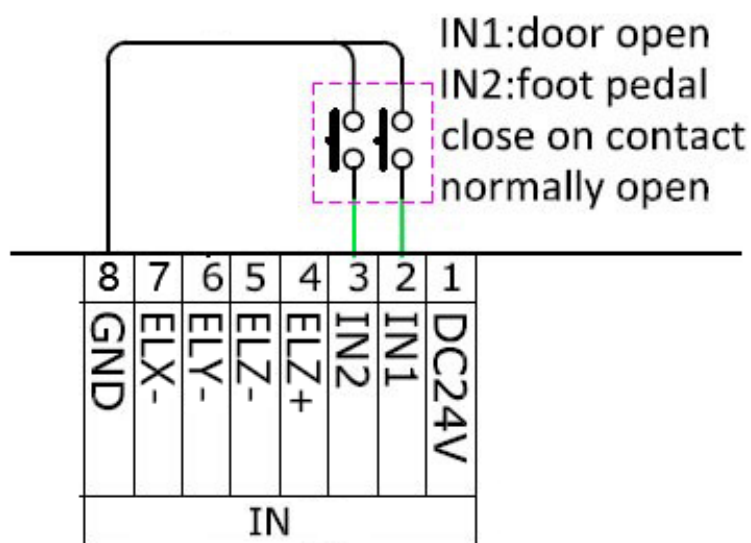 IN1:door open
IN2:foot pedal
close on contact
normally open
8 7 6 5 4 3 2 1
GND ELX- ELY- ELZ- ELZ+ IN2 IN1 DC24V
IN